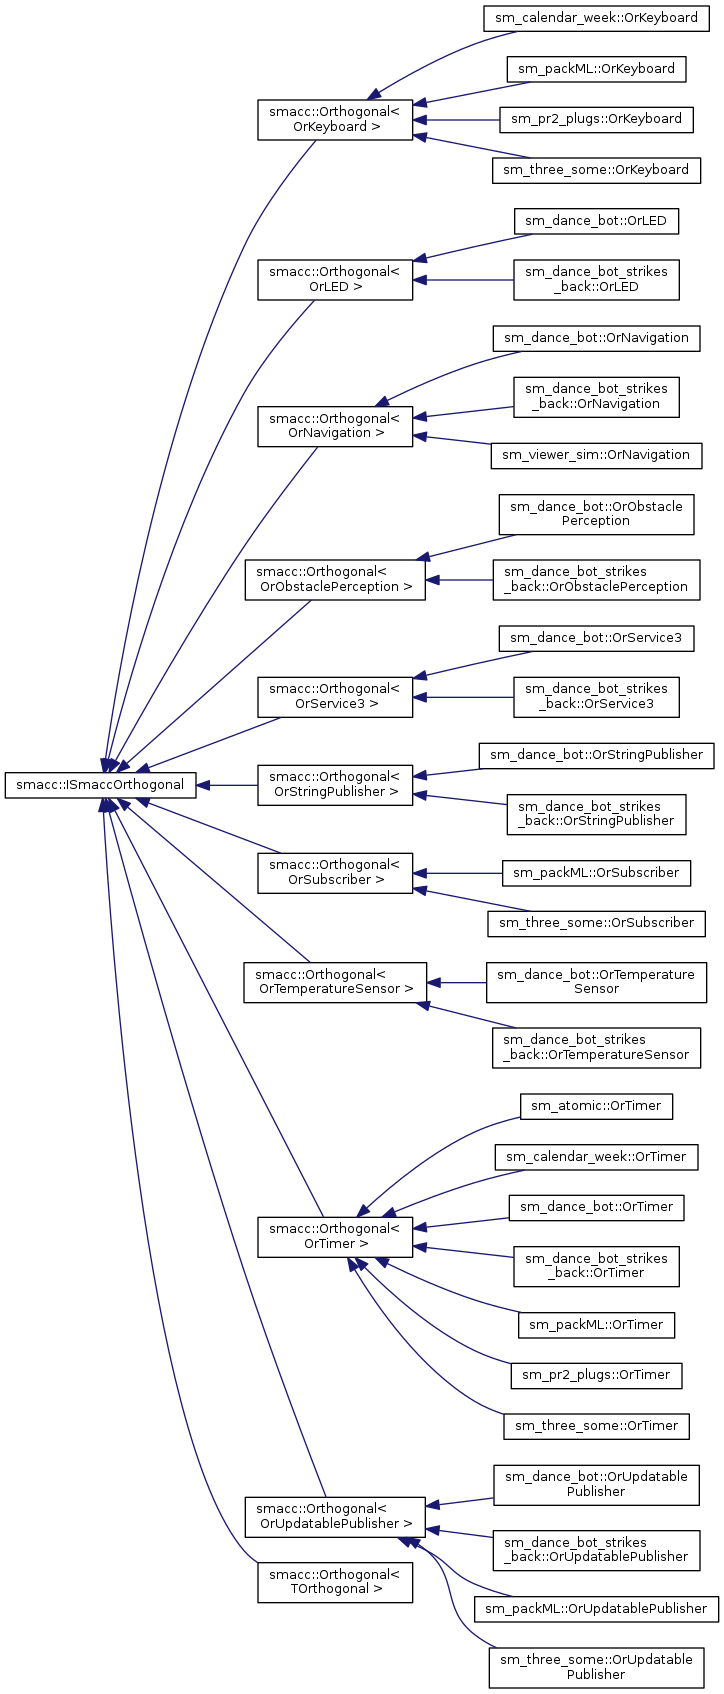 sm_calendar_week::OrKeyboard
sm_packML::OrKeyboard
smacc::Orthogonal<
OrKeyboard >
sm_pr2_plugs::OrKeyboard
sm_three_some::OrKeyboard
sm_dance_bot::OrLED
smacc::Orthogonal<
OrLED >
sm_dance_bot_strikes
_back::OrLED
sm_dance_bot::OrNavigation
sm_dance_bot_strikes
_back::OrNavigation
smacc::Orthogonal<
OrNavigation >
sm_viewer_sim::OrNavigation
sm_dance_bot::OrObstacle
Perception
smacc::Orthogonal<
OrObstaclePerception >
sm_dance_bot_strikes
_back::OrObstaclePerception
sm_dance_bot::OrService3
smacc::Orthogonal<
OrService3 >
sm_dance_bot_strikes
_back::OrService3
sm_dance_bot::OrStringPublisher
smacc::ISmaccOrthogonal
smacc::Orthogonal<
OrStringPublisher >
sm_dance_bot_strikes
_back::OrStringPublisher
smacc::Orthogonal<
OrSubscriber >
sm_packML::OrSubscriber
sm_three_some::OrSubscriber
smacc::Orthogonal<
OrTemperatureSensor >
sm_dance_bot::OrTemperature
Sensor
sm_dance_bot_strikes
_back::OrTemperatureSensor
sm_atomic::OrTimer
sm_calendar_week::OrTimer
sm_dance_bot::OrTimer
smacc::Orthogonal<
OrTimer >
sm_dance_bot_strikes
_back::OrTimer
sm_packML::OrTimer
sm_pr2_plugs::OrTimer
sm_three_some::OrTimer
sm_dance_bot::OrUpdatable
Publisher
smacc::Orthogonal<
OrUpdatablePublisher >
sm_dance_bot_strikes
_back::OrUpdatablePublisher
smacc::Orthogonal<
TOrthogonal >
sm_packML::OrUpdatablePublisher
sm_three_some::OrUpdatable
Publisher